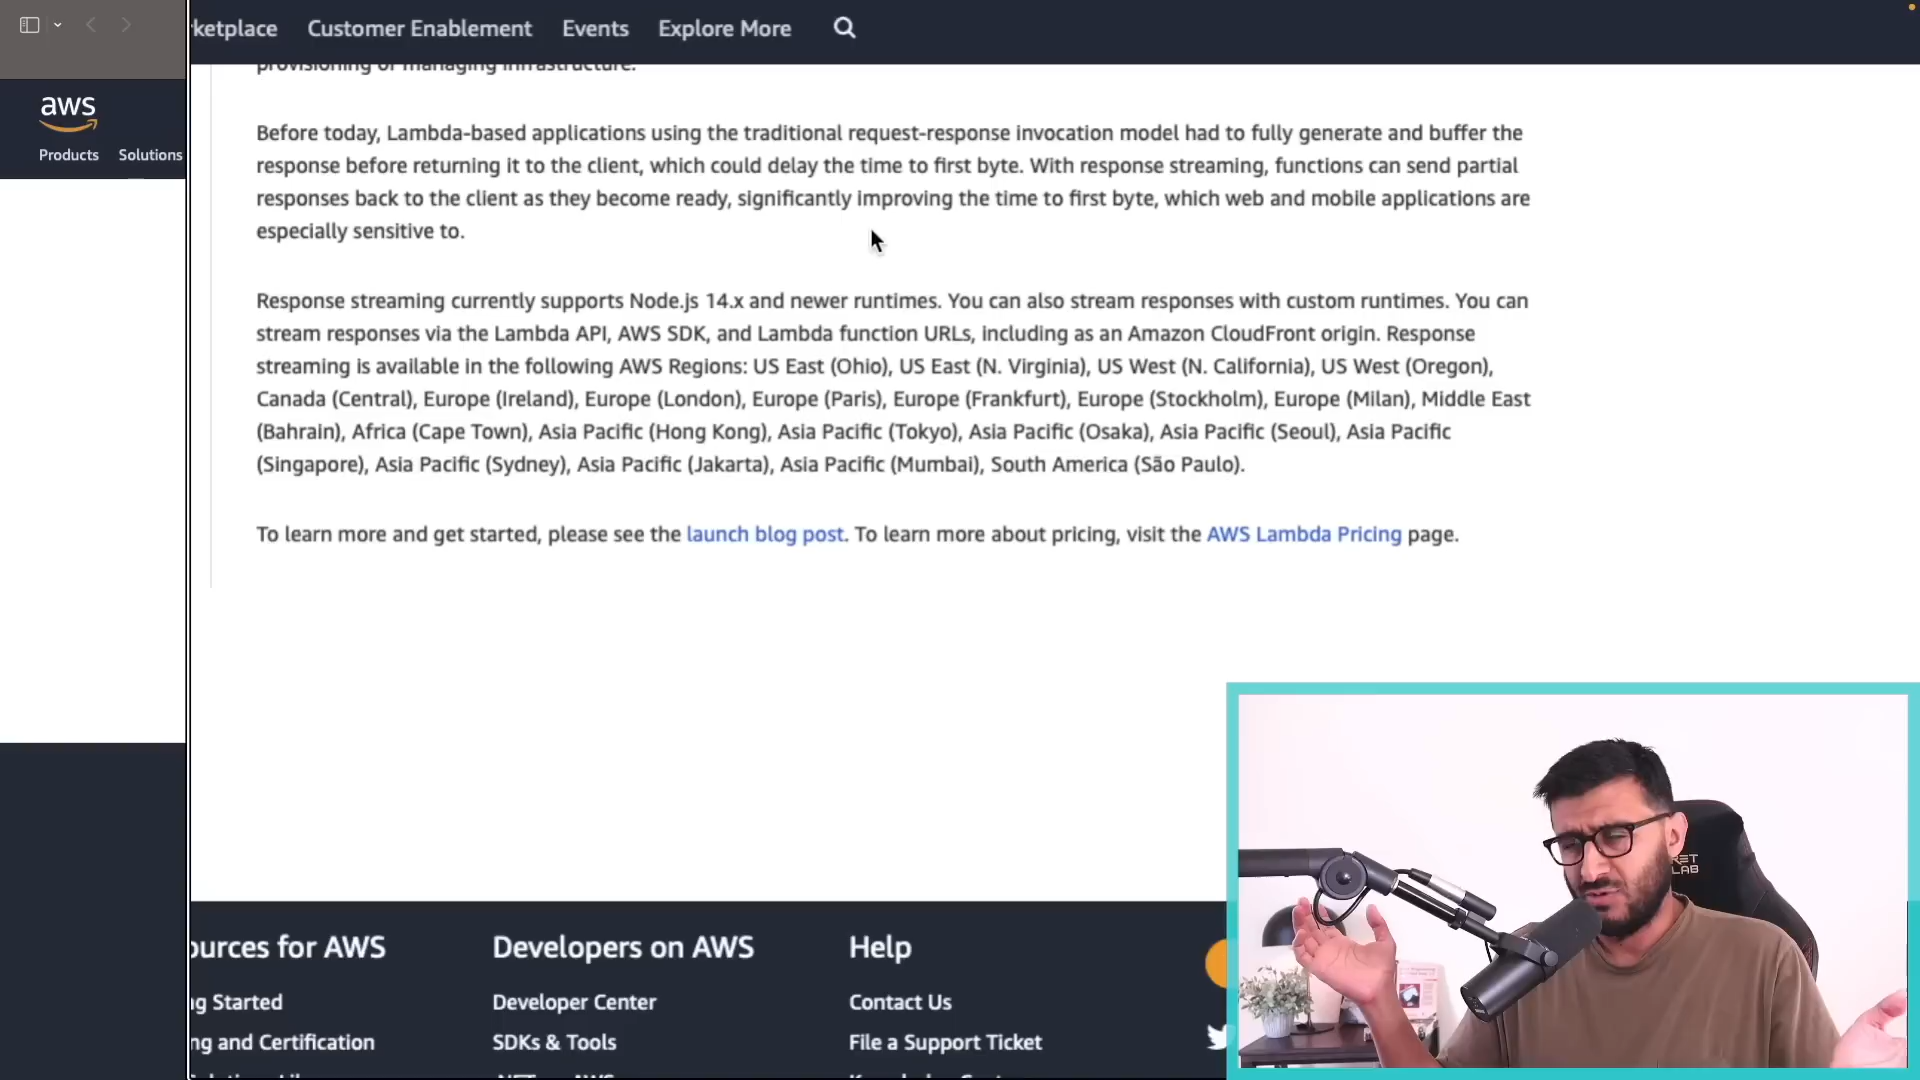 ketplace Customer Enablement Events Explore More
aws
Products Solutions
provisioning or managing infrastructure.
Before today, Lambda-based applications using the traditional request-response invocation model had to fully generate and buffer the
response before returning it to the client, which could delay the time to first byte. With response streaming, functions can send partial
responses back to the client as they become ready, significantly improving the time to first byte, which web and mobile applications are
especially sensitive to.
Response streaming currently supports Node.js 14.x and newer runtimes. You can also stream responses with custom runtimes. You can
stream responses via the Lambda API, AWS SDK, and Lambda function URLs, including as an Amazon CloudFront origin. Response
streaming is available in the following AWS Regions: US East (Ohio), US East (N. Virginia), US West (N. California), US West (Oregon),
Canada (Central), Europe (Ireland), Europe (London), Europe (Paris), Europe (Frankfurt), Europe (Stockholm), Europe (Milan), Middle East
(Bahrain), Africa (Cape Town), Asia Pacific (Hong Kong), Asia Pacific (Tokyo), Asia Pacific (Osaka), Asia Pacific (Seoul), Asia Pacific
(Singapore), Asia Pacific (Sydney), Asia Pacific (Jakarta), Asia Pacific (Mumbai), South America (São Paulo).
To learn more and get started, please see the launch blog post. To learn more about pricing, visit the AWS Lambda Pricing page.
ources for AWS Developers on AWS Help
ng Started Developer Center Contact Us
ng and Certification SDKs & Tools File a Support Ticket
RET
LAB